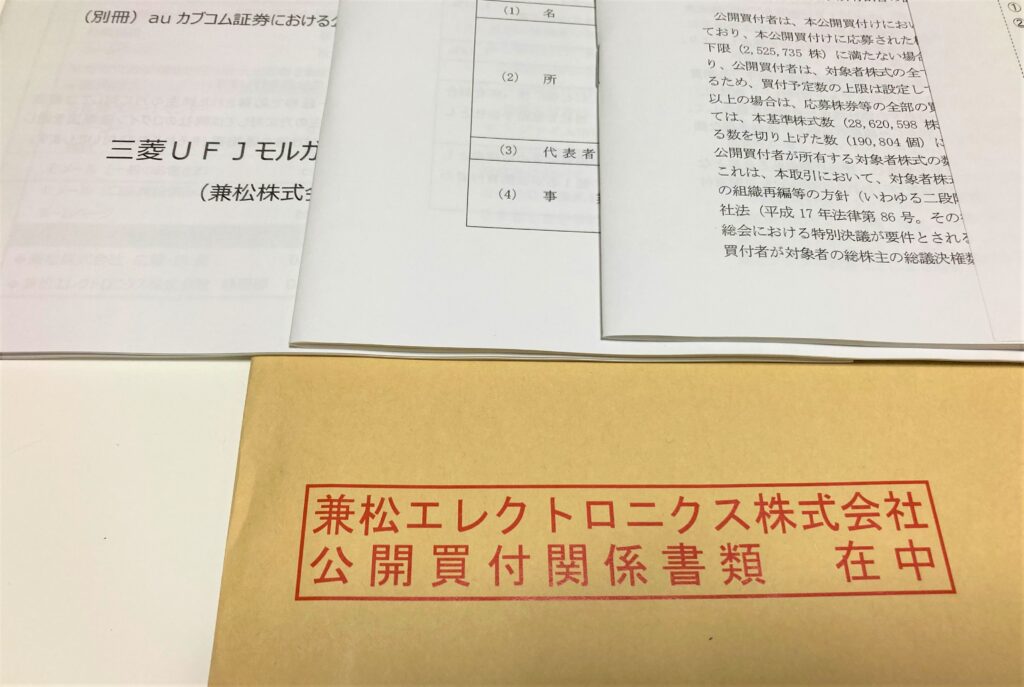 (別冊) au カブコム証券における
三菱UFJモルガ
(兼松株式会
(1) 名
(2) 所
(3) 代表者
(4) 事
公開買付者は、本公開買付けにおい
ており、本公開買付けに応募された
下限 (2,525,735 株) に満たない場合
り、公開買付者は、対象者株式の全て
るため、買付予定数の上限は設定して
以上の場合は、応募株券等の全部の買
ては、本基準株式数 (28,620,598 株
る数を切り上げた数 (190,804 個) に
公開買付者が所有する対象者株式の数
これは、本取引において、対象者株式
の組織再編等の方針 (いわゆる二段階
社法 (平成 17 年法律第 86 号。その後
総会における特別決議が要件とされる
買付者が対象者の総株主の総議決権数
①
②
兼松エレクトロニクス株式会社
公開買付関係書類 在中